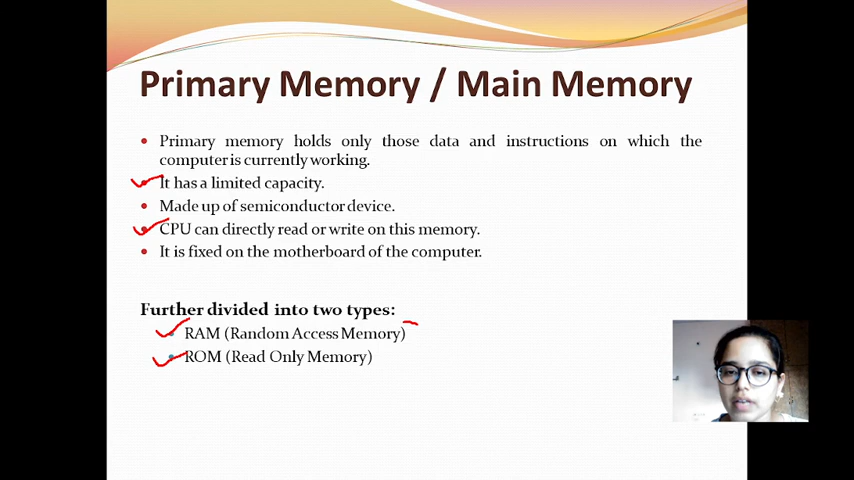 Primary Memory / Main Memory
Primary memory holds only those data and instructions on which the
computer is currently working.
It has a limited capacity.
Made up of semiconductor device.
CPU can directly read or write on this memory.
It is fixed on the motherboard of the computer.
Further divided into two types:
RAM (Random Access Memory)
ROM (Read Only Memory)